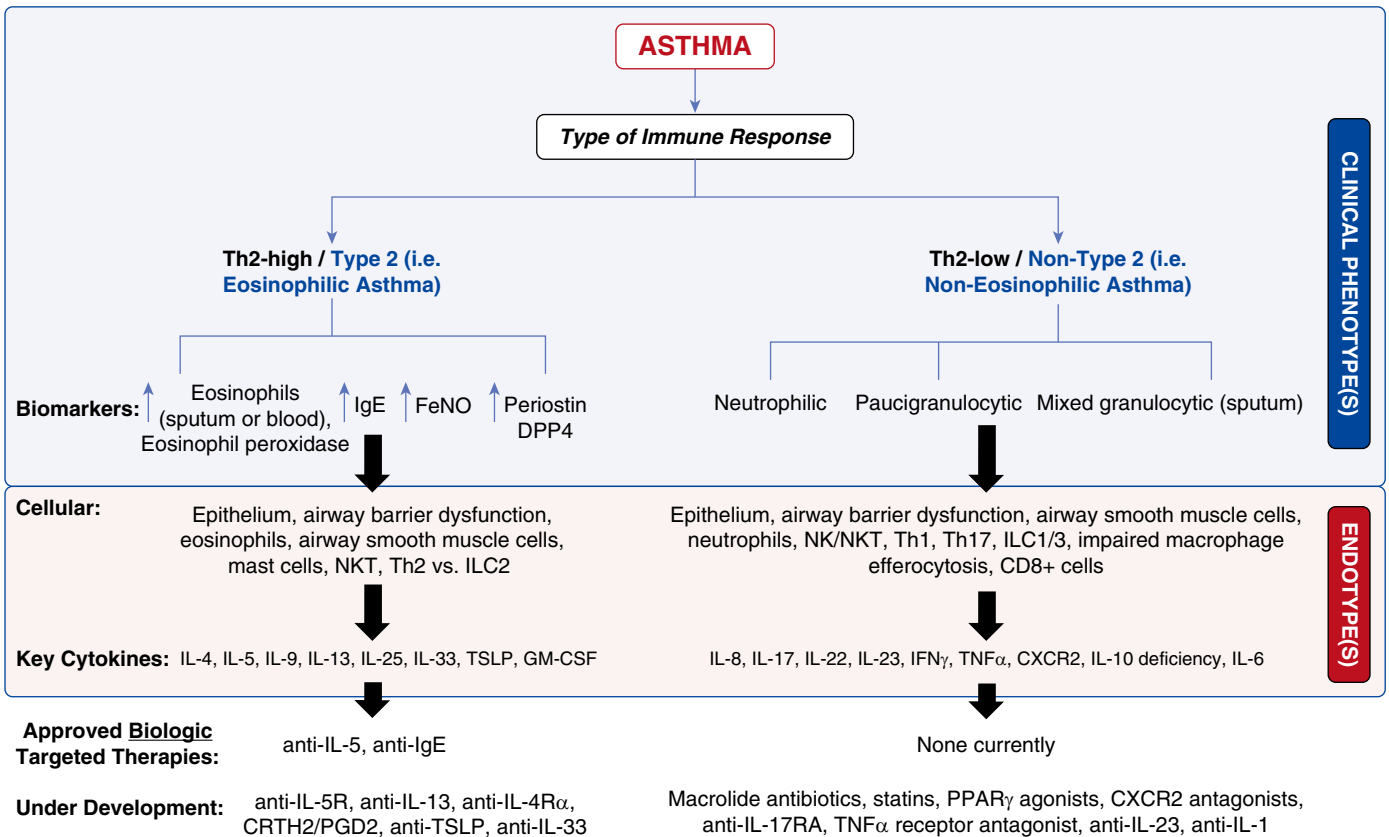 ASTHMA
Type of Immune Response
Th2-high / Type 2 (i.e.
Eosinophilic Asthma)
Th2-low / Non-Type 2 (i.e.
Non-Eosinophilic Asthma)
Biomarkers:
Eosinophils
(sputum or blood),
Eosinophil peroxidase
IgE
FeNO
Periostin
DPP4
Neutrophilic
Paucigranulocytic
Mixed granulocytic (sputum)
CLINICAL PHENOTYPE(S)
Cellular:
Epithelium, airway barrier dysfunction,
eosinophils, airway smooth muscle cells,
mast cells, NKT, Th2 vs. ILC2
Epithelium, airway barrier dysfunction, airway smooth muscle cells,
neutrophils, NK/NKT, Th1, Th17, ILC1/3, impaired macrophage
efferocytosis, CD8+ cells
Key Cytokines:
IL-4, IL-5, IL-9, IL-13, IL-25, IL-33, TSLP, GM-CSF
IL-8, IL-17, IL-22, IL-23, IFNγ, TNFα, CXCR2, IL-10 deficiency, IL-6
ENDOTYPE(S)
Approved Biologic
Targeted Therapies:
anti-IL-5, anti-IgE
None currently
Under Development:
anti-IL-5R, anti-IL-13, anti-IL-4Rα,
CRTH2/PGD2, anti-TSLP, anti-IL-33
Macrolide antibiotics, statins, PPARγ agonists, CXCR2 antagonists,
anti-IL-17RA, TNFα receptor antagonist, anti-IL-23, anti-IL-1